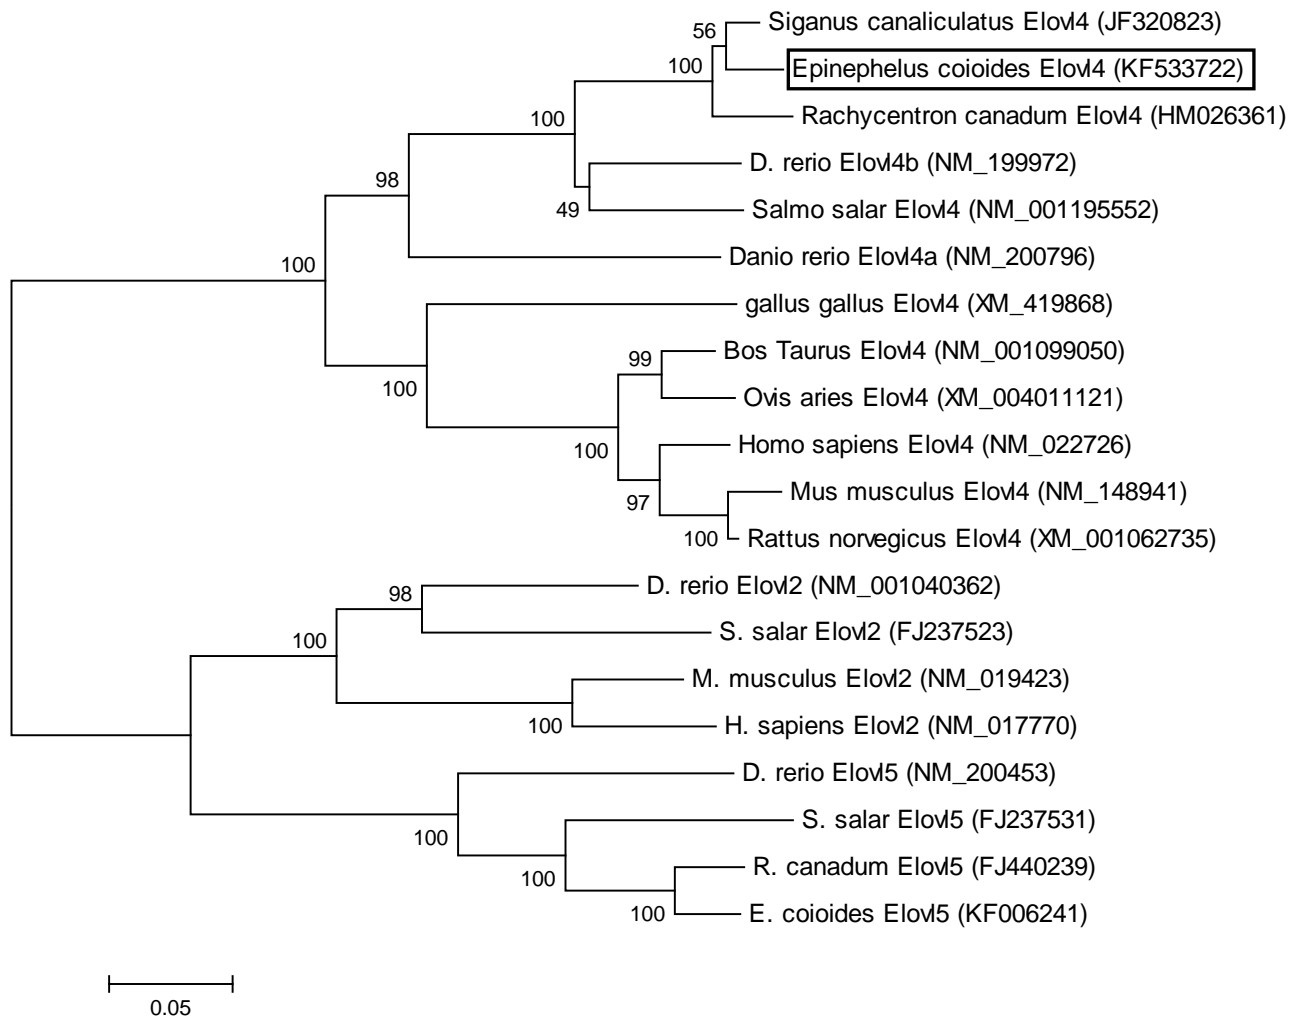 56
Siganus canaliculatus Elovl4 (JF320823)
100
Epinephelus coioides Elovl4 (KF533722)
Rachycentron canadum Elovl4 (HM026361)
100
D. rerio Elovl4b (NM_199972)
98
49
Salmo salar Elovl4 (NM_001195552)
100
Danio rerio Elovl4a (NM_200796)
gallus gallus Elovl4 (XM_419868)
99
Bos Taurus Elovl4 (NM_001099050)
100
Ovis aries Elovl4 (XM_004011121)
100
Homo sapiens Elovl4 (NM_022726)
97
Mus musculus Elovl4 (NM_148941)
100
Rattus norvegicus Elovl4 (XM_001062735)
98
D. rerio Elovl2 (NM_001040362)
100
S. salar Elovl2 (FJ237523)
M. musculus Elovl2 (NM_019423)
100
H. sapiens Elovl2 (NM_017770)
D. rerio Elovl5 (NM_200453)
100
S. salar Elovl5 (FJ237531)
100
R. canadum Elovl5 (FJ440239)
100
E. coioides Elovl5 (KF006241)
0.05